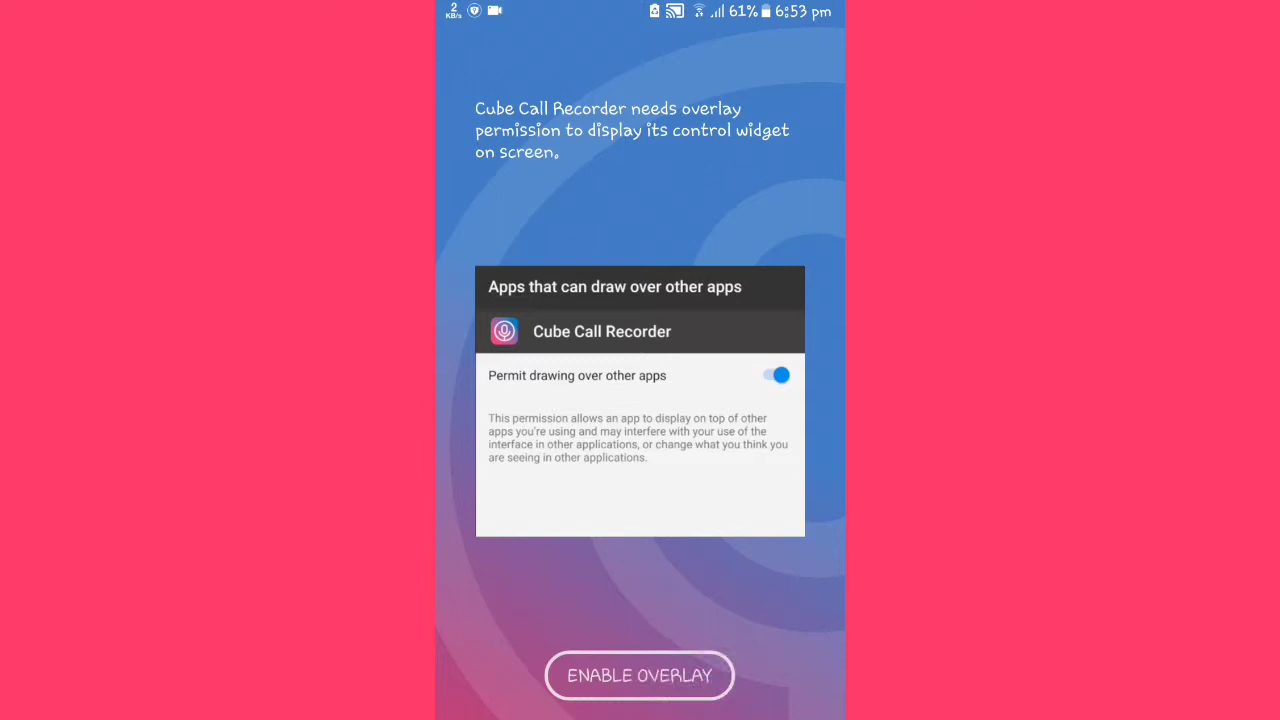 2
KB/s
61% 6:53 pm
Cube Call Recorder needs overlay
permission to display its control widget
on screen.
Apps that can draw over other apps
Cube Call Recorder
Permit drawing over other apps
This permission allows an app to display on top of other
apps you're using and may interfere with your use of the
interface in other applications, or change what you think you
are seeing in other applications.
ENABLE OVERLAY